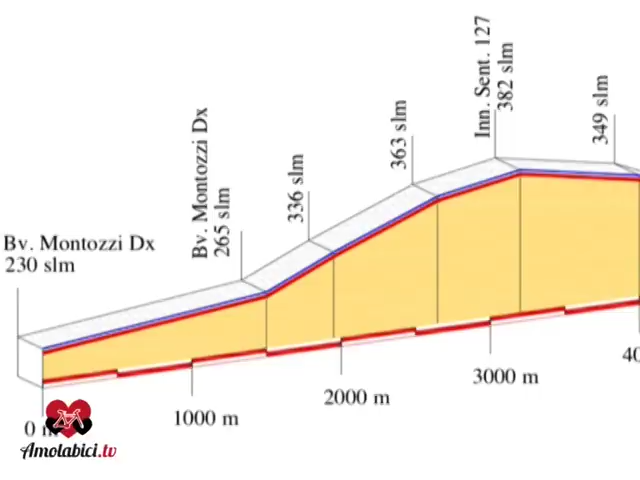 Bv. Montozzi Dx
230 slm
Bv. Montozzi Dx
265 slm
336 slm
363 slm
Inn. Sent. 127
382 slm
349 slm
0 m
1000 m
2000 m
3000 m
40
Amolabici.tv